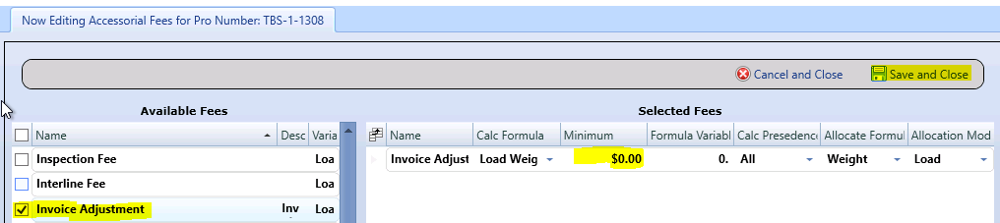 Now Editing Accessorial Fees for Pro Number: TBS-1-1308
Cancel and Close Save and Close
Available Fees Selected Fees
Name Desc Varia Name Calc Formula Minimum Formula Variabl Calc Presedenc Allocate Formul Allocation Mod
Inspection Fee Loa Invoice Adjust Load Weig $0.00 0. All Weight Load
Interline Fee Loa
Invoice Adjustment Inv Loa